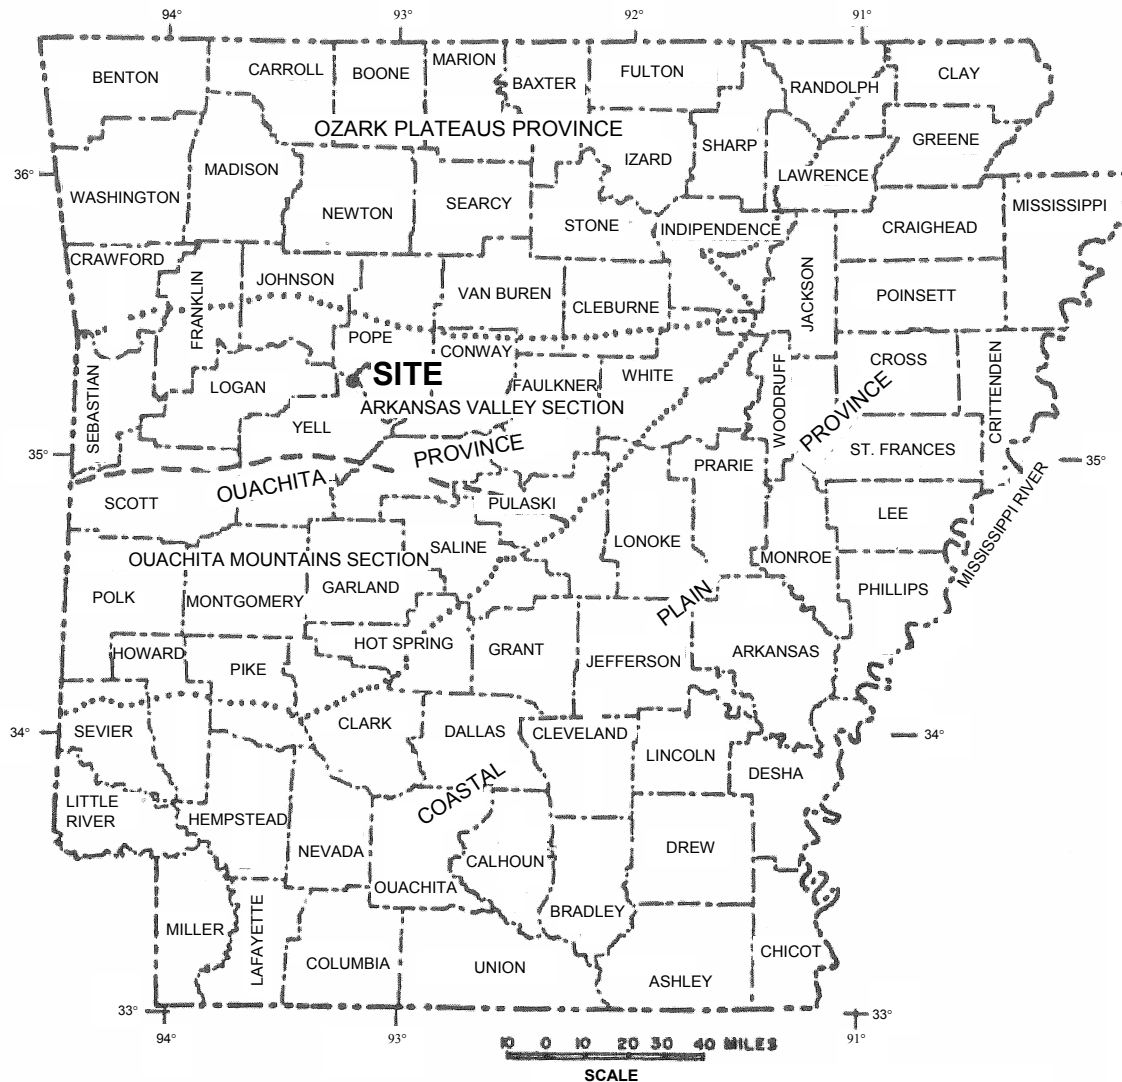 94°
93°
92°
91°
BENTON
CARROLL
BOONE
MARION
BAXTER
FULTON
RANDOLPH
CLAY
OZARK PLATEAUS PROVINCE
IZARD
SHARP
GREENE
36°
WASHINGTON
MADISON
NEWTON
SEARCY
STONE
INDIPENDENCE
LAWRENCE
CRAIGHEAD
MISSISSIPPI
CRAWFORD
FRANKLIN
JOHNSON
VAN BUREN
CLEBURNE
JACKSON
POINSETT
POPE
CONWAY
SITE
SEBASTIAN
LOGAN
FAULKNER
WHITE
WOODRUFF
CROSS
CRITTENDEN
ARKANSAS VALLEY SECTION
YELL
PROVINCE
PROVINCE
35°
PRARIE
ST. FRANCES
35°
SCOTT
OUACHITA
PULASKI
LEE
MISSISSIPPI RIVER
OUACHITA MOUNTAINS SECTION
SALINE
LONOKE
MONROE
POLK
MONTGOMERY
GARLAND
PLAIN
PHILLIPS
HOWARD
PIKE
HOT SPRING
GRANT
JEFFERSON
ARKANSAS
34°
SEVIER
CLARK
DALLAS
CLEVELAND
LINCOLN
34°
DESHA
COASTAL
LITTLE
RIVER
HEMPSTEAD
NEVADA
CALHOUN
DREW
OUACHITA
BRADLEY
MILLER
LAFAYETTE
COLUMBIA
UNION
ASHLEY
CHICOT
33°
33°
94°
93°
91°
10 0 10 20 30 40 MILES
SCALE